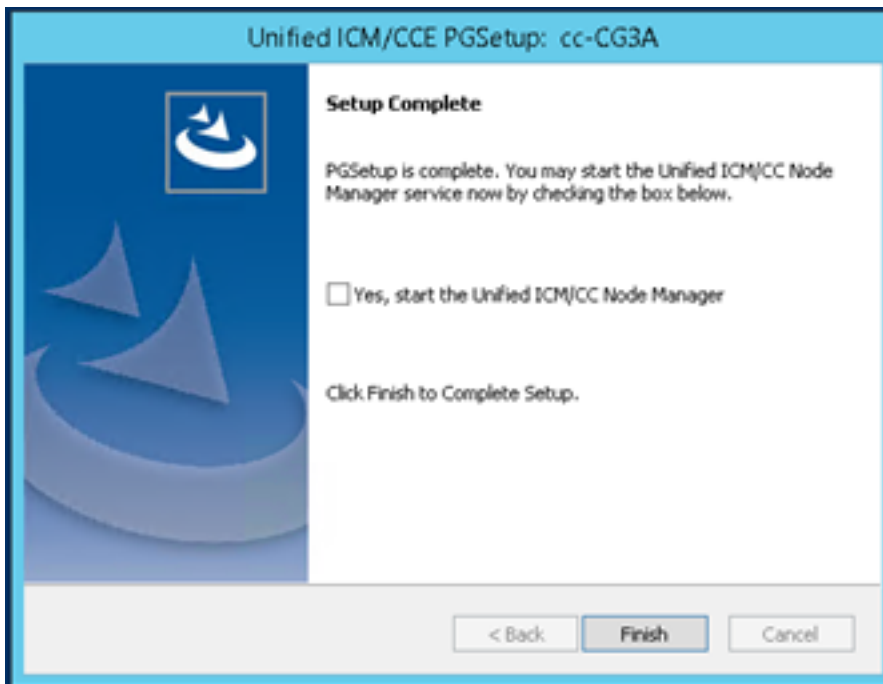 Unified ICM/CCE PGSetup: cc-CG3A
Setup Complete
PGSetup is complete. You may start the Unified ICM/CC Node
Manager service now by checking the box below.
Yes, start the Unified ICM/CC Node Manager
Click Finish to Complete Setup.
< Back
Finish
Cancel